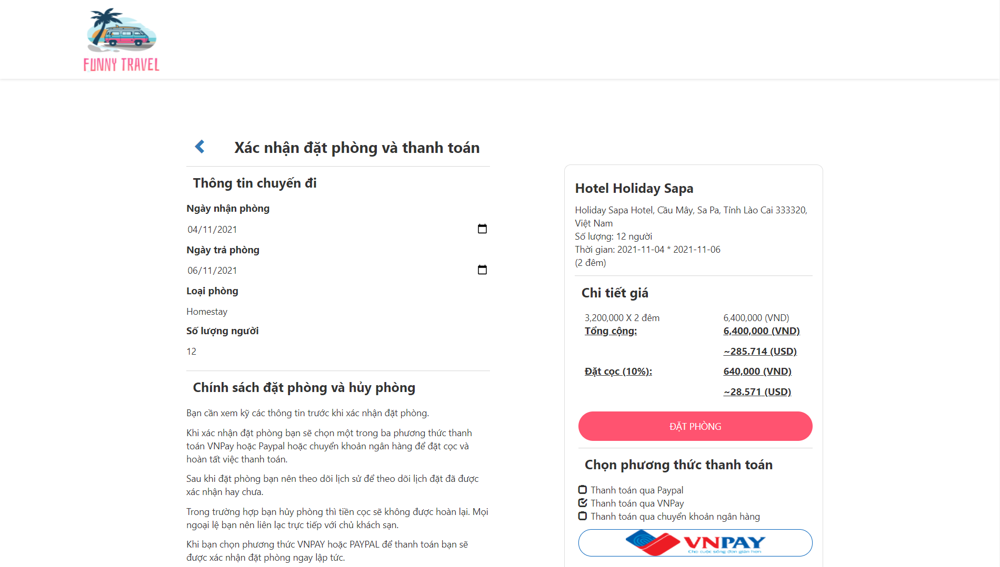 FUNNY TRAVEL
Xác nhận đặt phòng và thanh toán
Thông tin chuyến đi
Ngày nhận phòng
04/11/2021
Ngày trả phòng
06/11/2021
Loại phòng
Homestay
Số lượng người
12
Chính sách đặt phòng và hủy phòng
Bạn cần xem kỹ các thông tin trước khi xác nhận đặt phòng.
Khi xác nhận đặt phòng bạn sẽ chọn một trong ba phương thức thanh
toán VNPay hoặc Paypal hoặc chuyển khoản ngân hàng để đặt cọc và
hoàn tất việc thanh toán.
Sau khi đặt phòng bạn nên theo dõi lịch sử để theo dõi lịch đặt đã được
xác nhận hay chưa.
Trong trường hợp bạn hủy phòng thì tiền cọc sẽ không được hoàn lại. Mọi
ngoại lệ bạn nên liên lạc trực tiếp với chủ khách sạn.
Khi bạn chọn phương thức VNPAY hoặc PAYPAL để thanh toán bạn sẽ
được xác nhận đặt phòng ngay lập tức.
Hotel Holiday Sapa
Holiday Sapa Hotel, Cầu Mây, Sa Pa, Tỉnh Lào Cai 333320,
Việt Nam
Số lượng: 12 người
Thời gian: 2021-11-04 * 2021-11-06
(2 đêm)
Chi tiết giá
3,200,000 X 2 đêm 6,400,000 (VND)
Tổng cộng: 6,400,000 (VND)
~285.714 (USD)
Đặt cọc (10%): 640,000 (VND)
~28.571 (USD)
ĐẶT PHÒNG
Chọn phương thức thanh toán
Thanh toán qua Paypal
Thanh toán qua VNPay
Thanh toán qua chuyển khoản ngân hàng
VNPAY
Cho cuộc sống đơn giản hơn